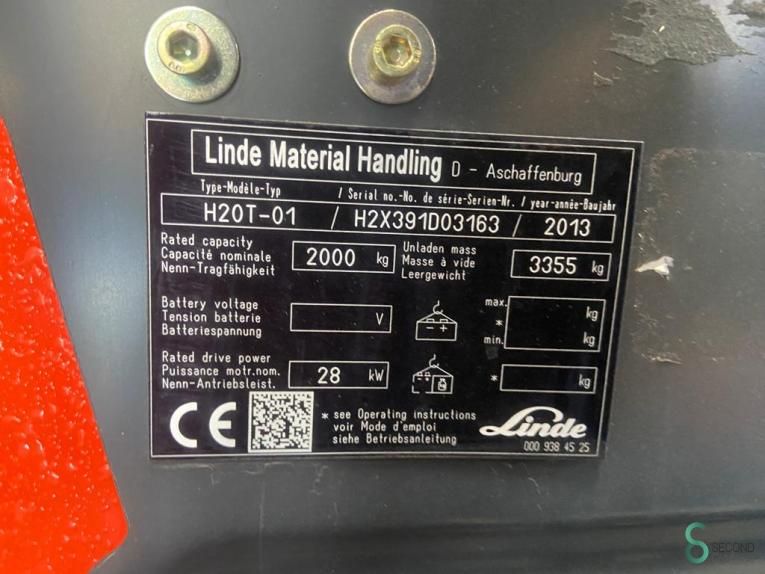 Linde Material Handling D - Aschaffenburg
Type-Modèle-Typ / Serial no.-No. de série-Serien-Nr. / year-année-Baujahr
H20T-01 / H2X391D03163 / 2013
Rated capacity
Capacité nominale
Nenn-Tragfähigkeit
2000 kg
Unladen mass
Masse à vide
Leergewicht
3355 kg
Battery voltage
Tension batterie
Batteriespannung
V
- +
max.
*
min.
kg
kg
Rated drive power
Puissance motr.nom.
Nenn-Antriebsleist.
28 kW
* kg
CE
* see Operating instructions
voir Mode d'emploi
siehe Betriebsanleitung
Linde
000 938 45 25
SECOND